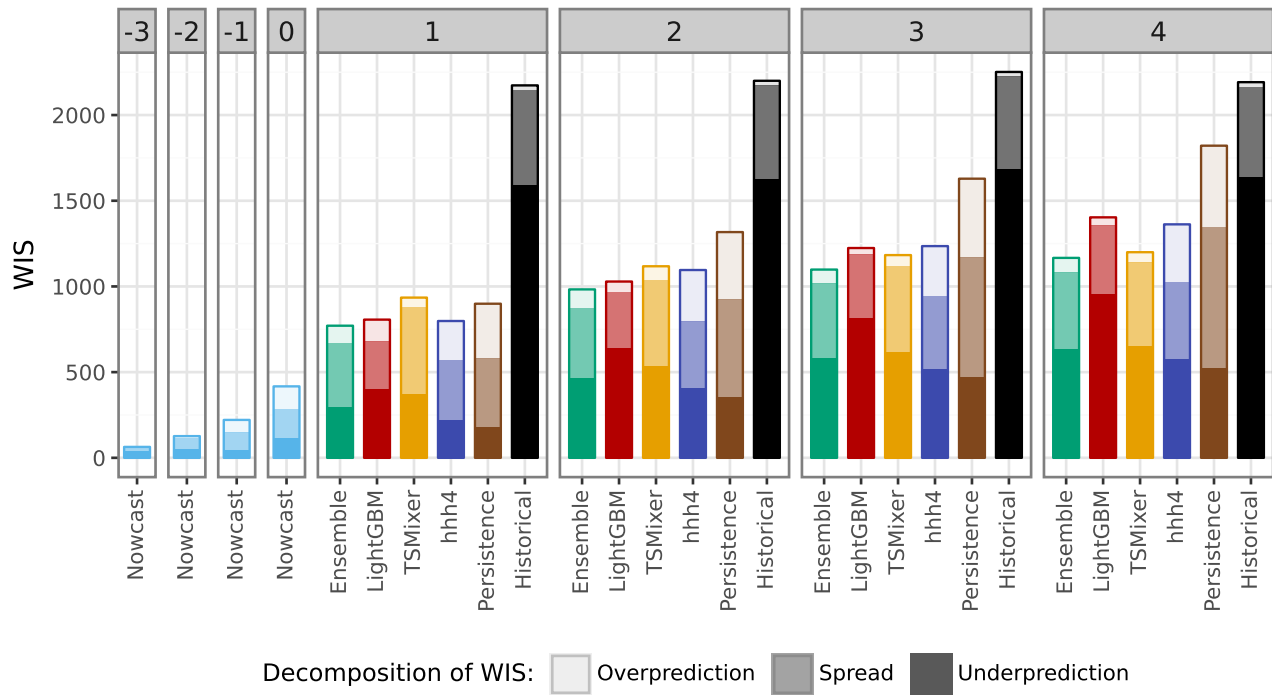 -3 -2 -1 0 1 2 3 4
WIS
2000
1500
1000
500
0
Nowcast Nowcast Nowcast Nowcast Ensemble LightGBM TSMixer hhh4 Persistence Historical Ensemble LightGBM TSMixer hhh4 Persistence Historical Ensemble LightGBM TSMixer hhh4 Persistence Historical Ensemble LightGBM TSMixer hhh4 Persistence Historical
Decomposition of WIS: Overprediction Spread Underprediction